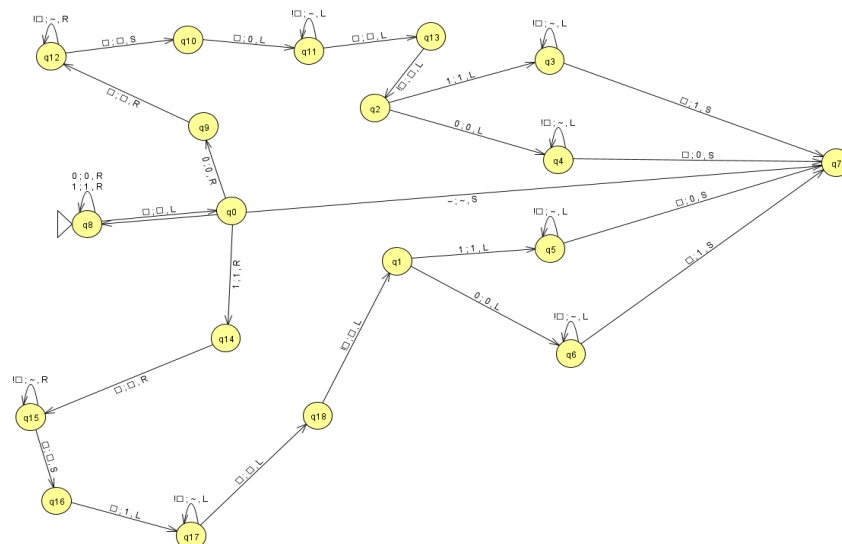 !□;~,R
q12
□;□,S
q10
□;0,L
!□;~,L
q11
□;□,L
q13
!□;□,L
q2
1;1,L
!□;~,L
q3
□;1,S
0;0,L
!□;~,L
q4
□;0,S
q7
□;□,R
q9
0;0,R
0;0,R
1;1,R
q8
□;□,L
q0
~;~,S
1;1,R
q14
q1
1;1,L
!□;~,L
q5
□;0,S
0;0,L
!□;~,L
q6
□;1,S
□;□,R
!□;~,R
q15
□;□,S
q16
□;1,L
!□;~,L
q17
□;□,L
q18
!□;□,L